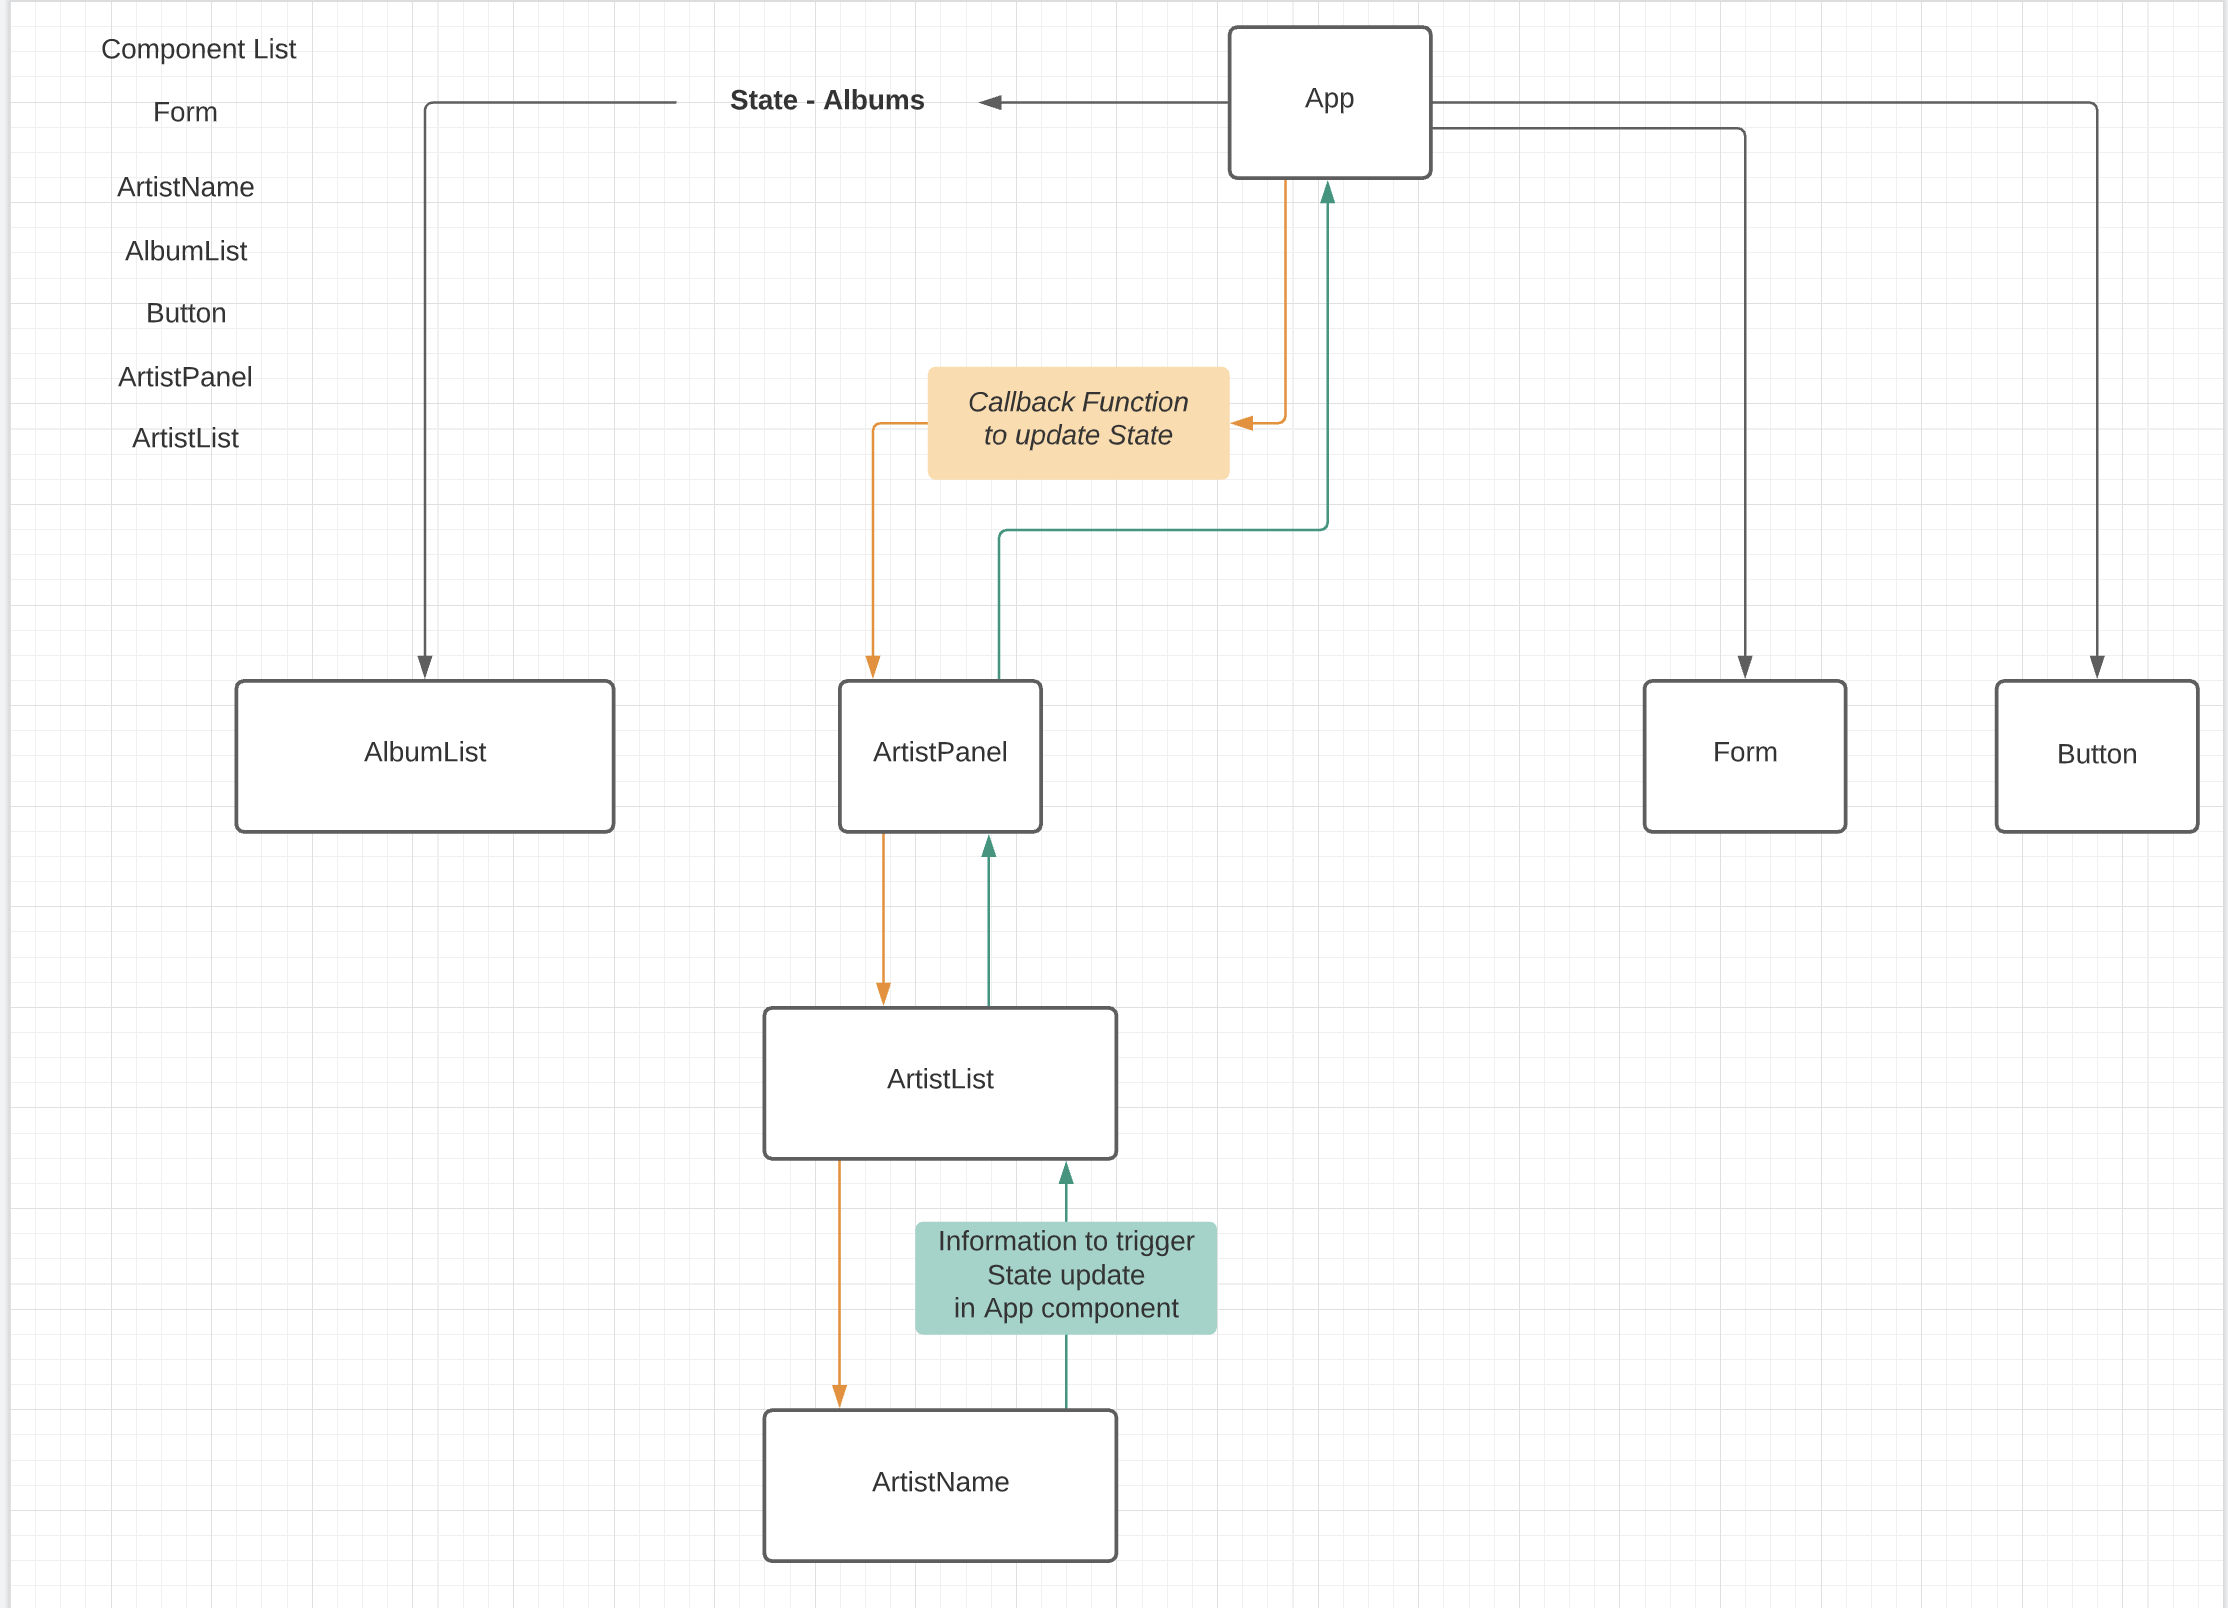 Component List
Form
ArtistName
AlbumList
Button
ArtistPanel
ArtistList
State - Albums
App
Callback Function
to update State
AlbumList
ArtistPanel
Form
Button
ArtistList
Information to trigger
State update
in App component
ArtistName